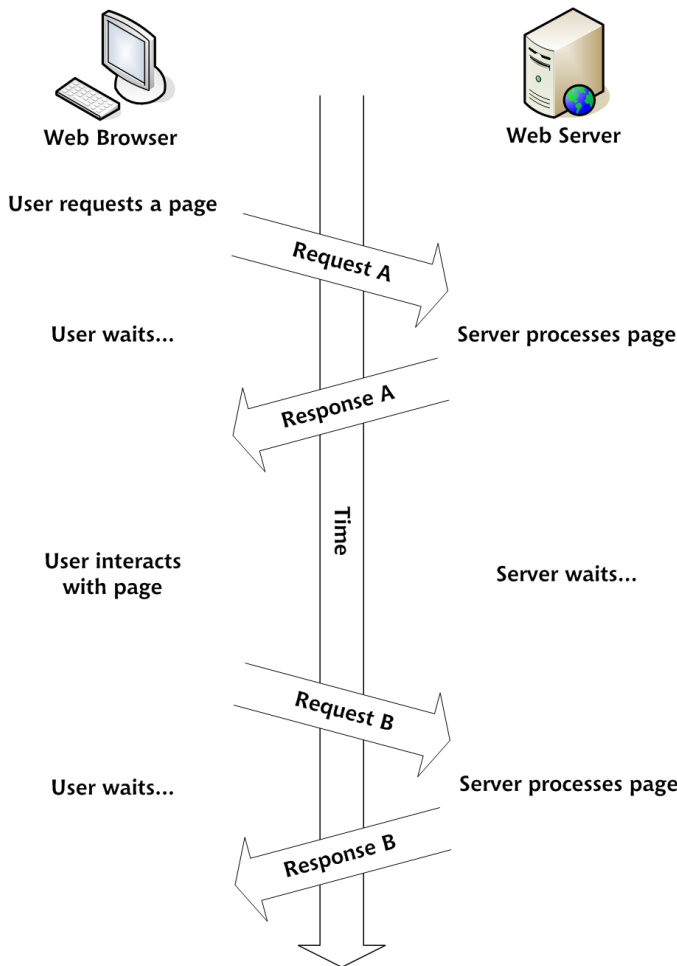 Web Browser
Web Server
User requests a page
Request A
User waits...
Server processes page
Response A
Time
User interacts
with page
Server waits...
Request B
User waits...
Server processes page
Response B